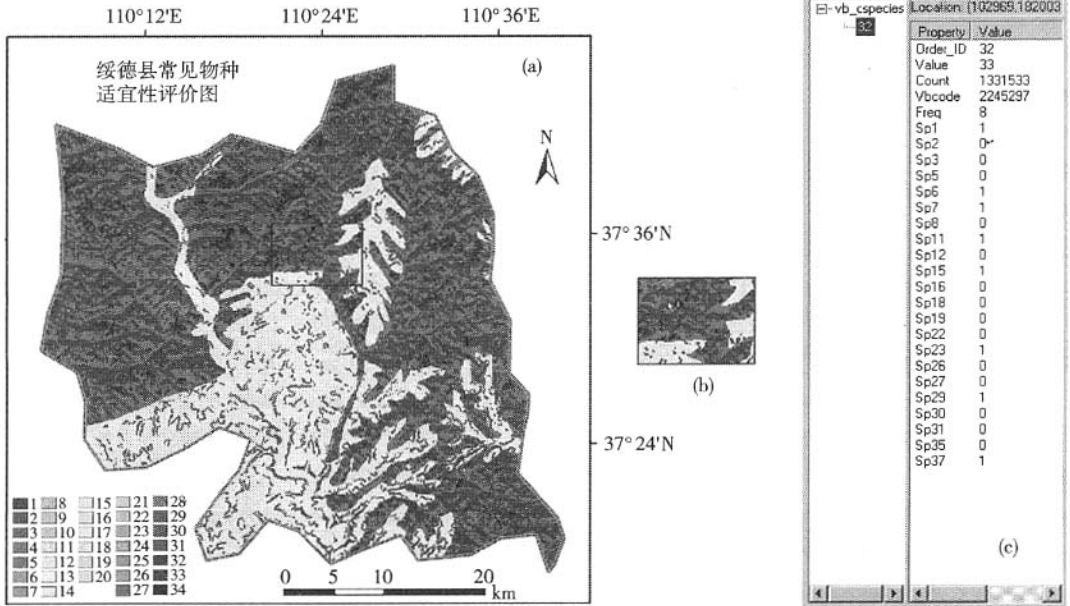 110°12'E 110°24'E 110°36'E
绥德县常见物种
适宜性评价图
(a)
N
37°36'N
37°24'N
1 8 15 21 28
2 9 16 22 29
3 10 17 23 30
4 11 18 24 31
5 12 19 25 32
6 13 20 26 33
7 14 27 34
0 5 10 20
km
(b)
vb_cspecies
32
Location: (102969.182003
Property Value
Order_ID 32
Value 33
Count 1331533
Vbcode 2245297
Freq 8
Sp1 1
Sp2 0
Sp3 0
Sp5 0
Sp6 1
Sp7 1
Sp8 0
Sp11 1
Sp12 0
Sp15 1
Sp16 0
Sp18 0
Sp19 0
Sp22 0
Sp23 1
Sp26 0
Sp27 0
Sp29 1
Sp30 0
Sp31 0
Sp35 0
Sp37 1
(c)